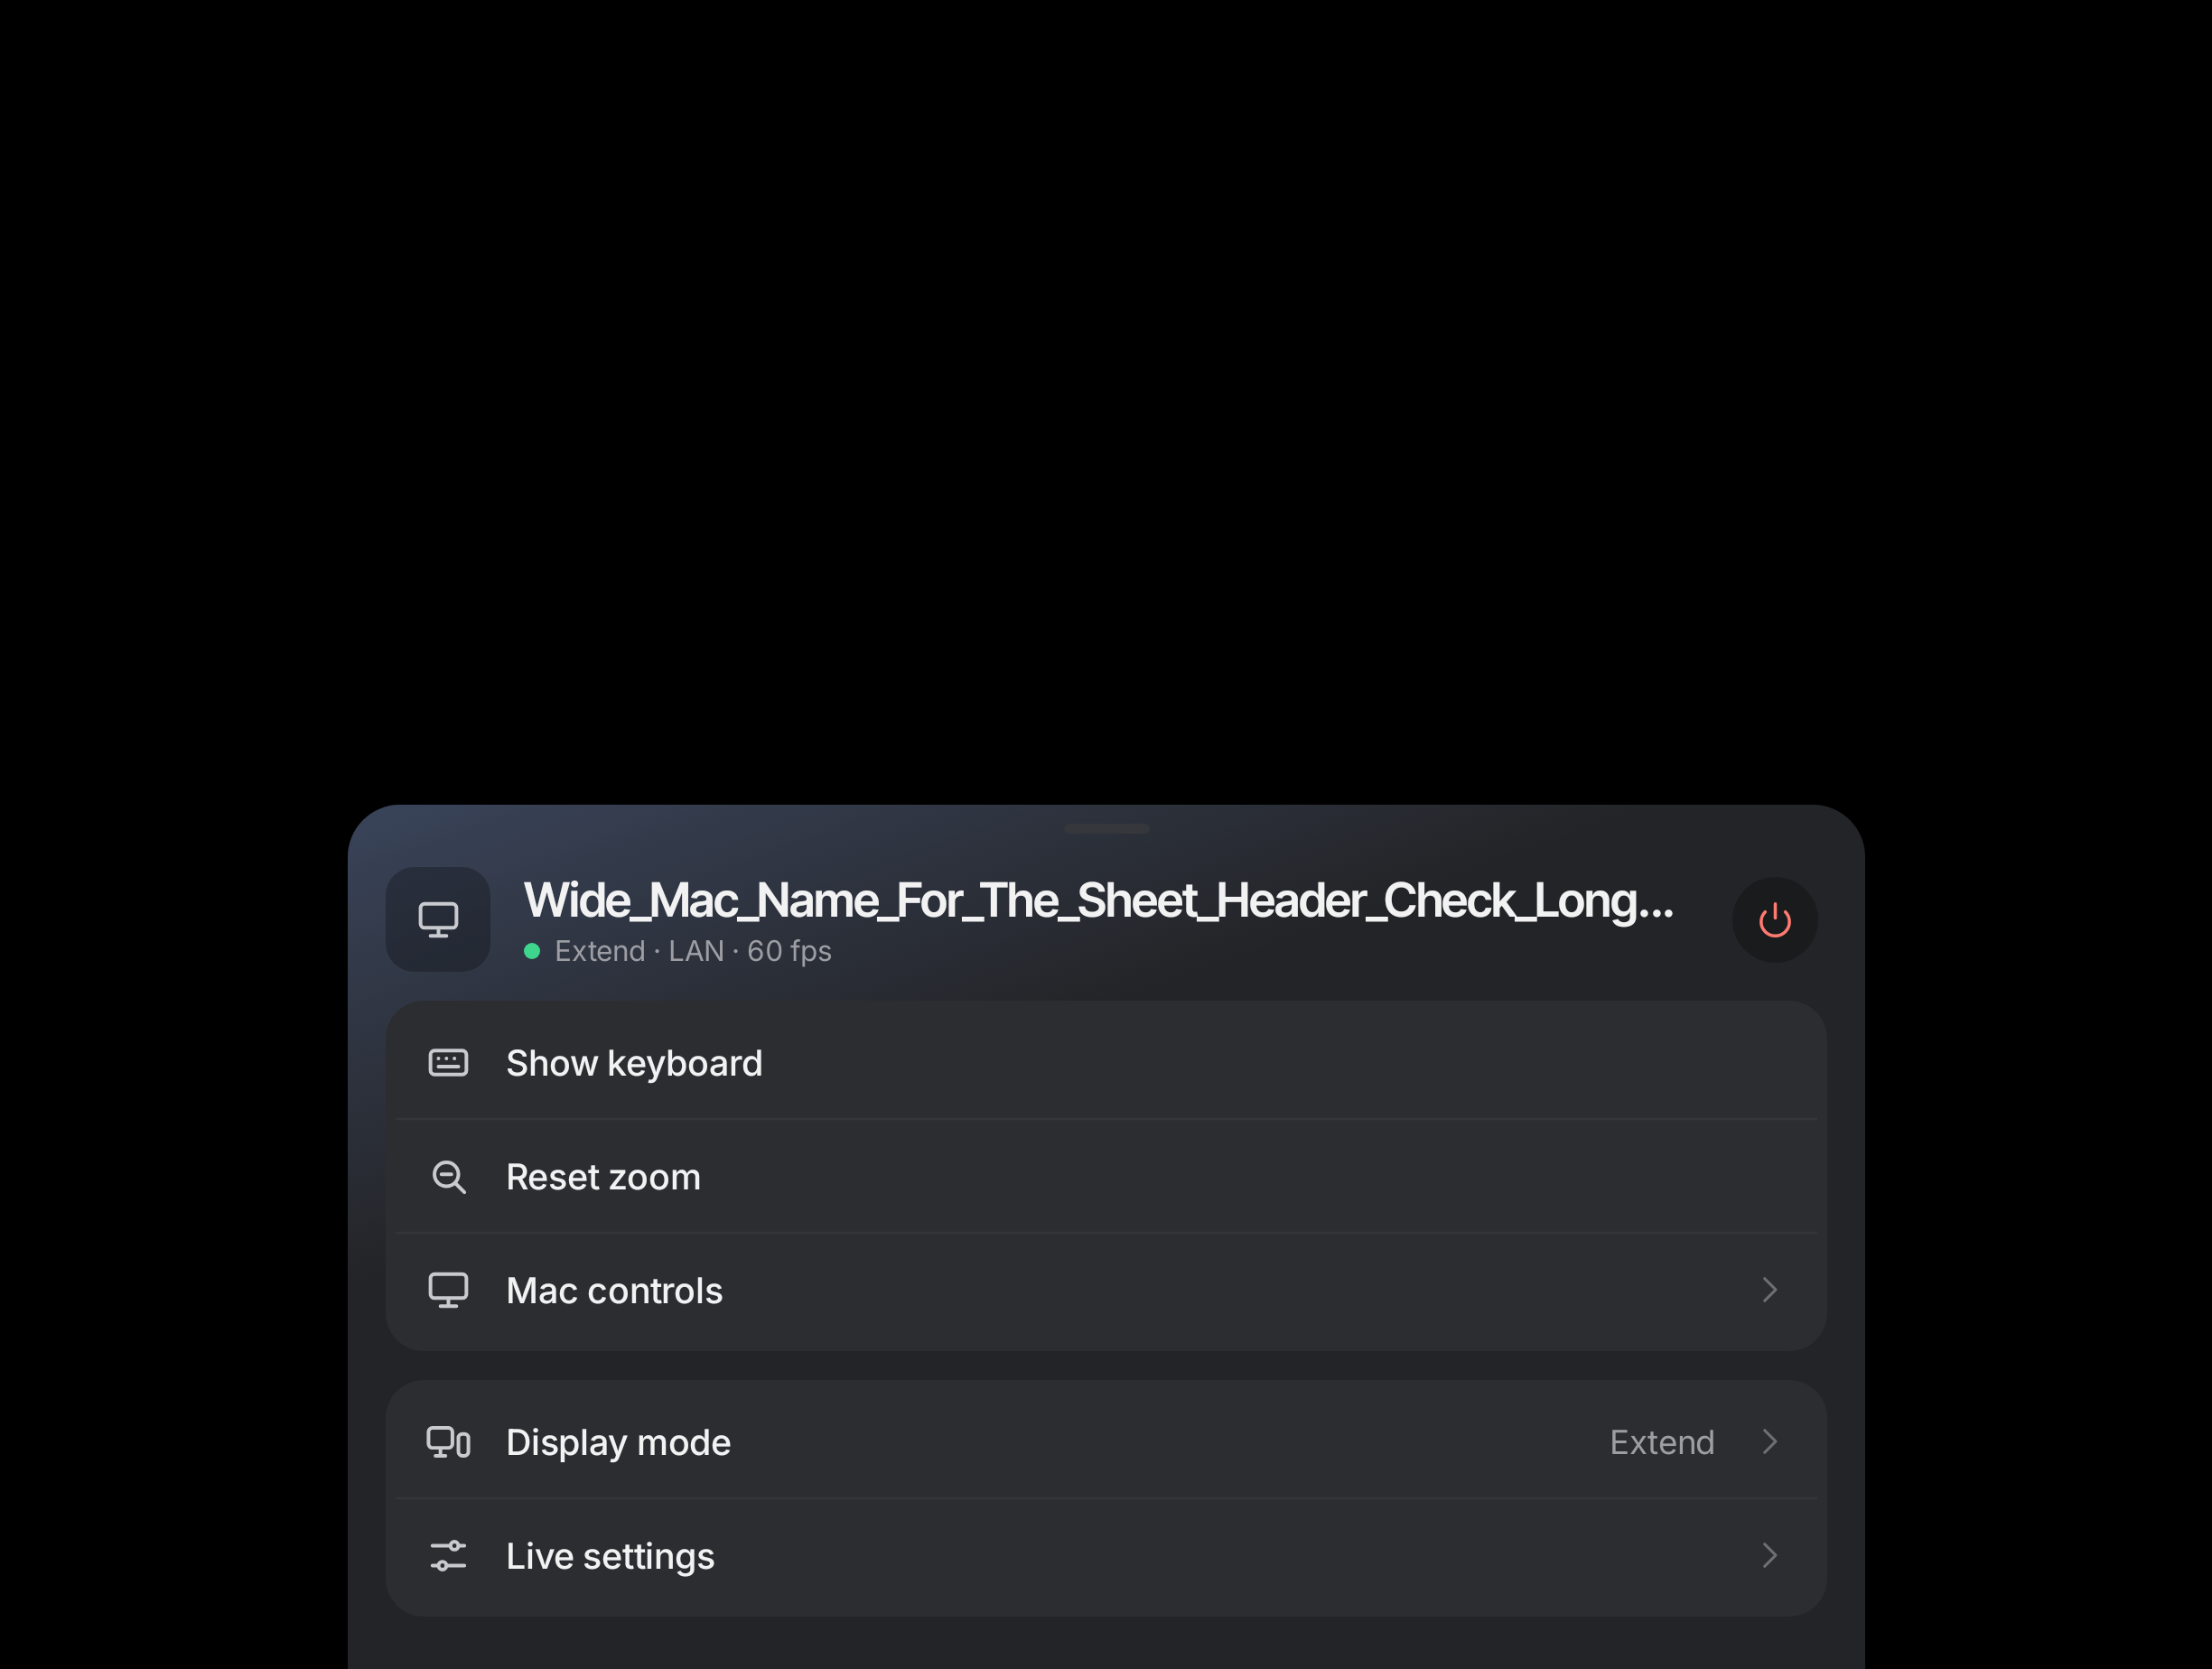 Wide_Mac_Name_For_The_Sheet_Header_Check_Long...
Extend · LAN · 60 fps
Show keyboard
Reset zoom
Mac controls
Display mode
Extend
Live settings